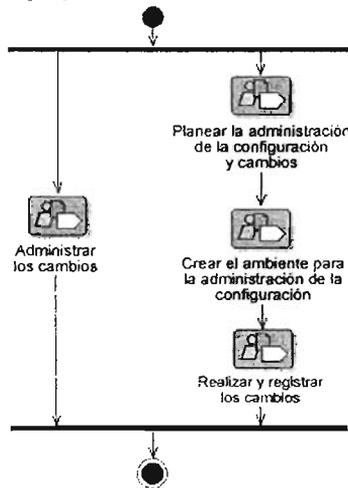 Planear la administración
de la configuración
y cambios
Administrar
los cambios
Crear el ambiente para
la administración de la
configuración
Realizar y registrar
los cambios